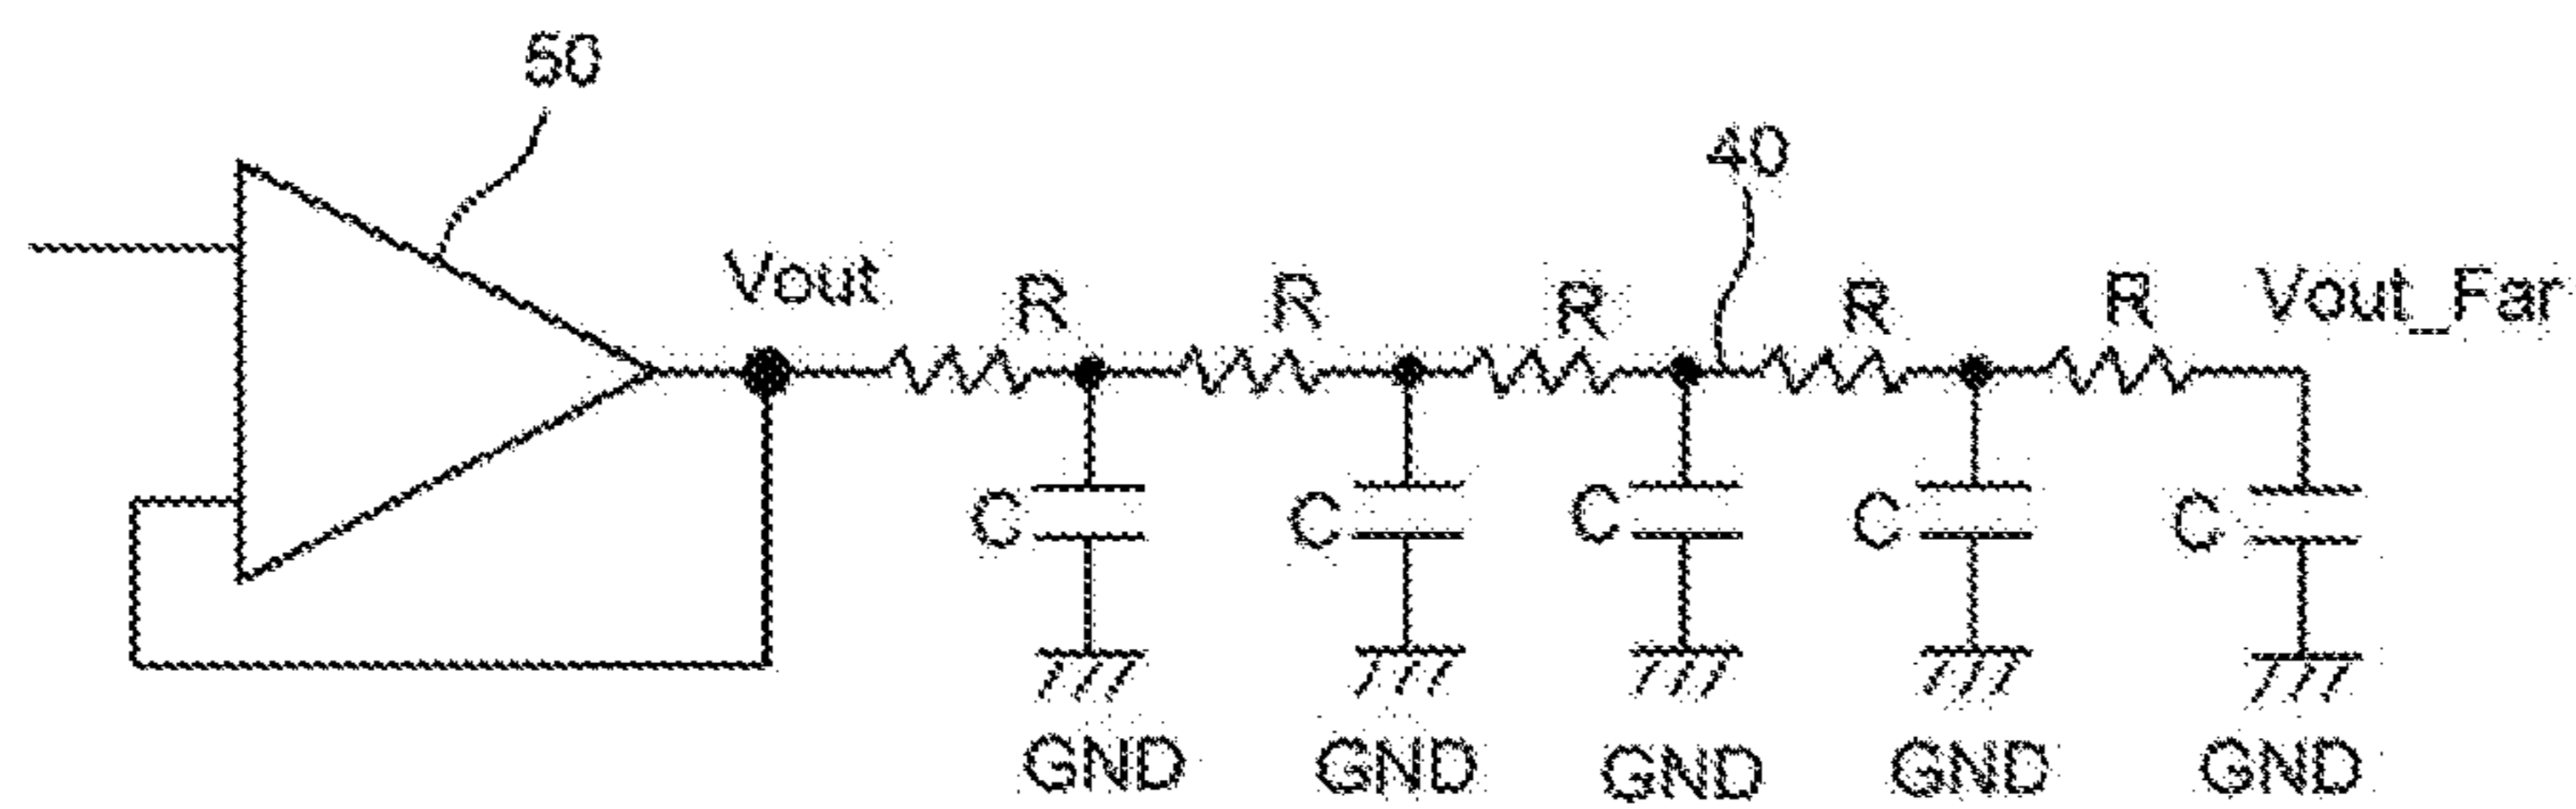 50
40
Vout R R R R R Vout_Far
C C C C C
GND GND GND GND GND